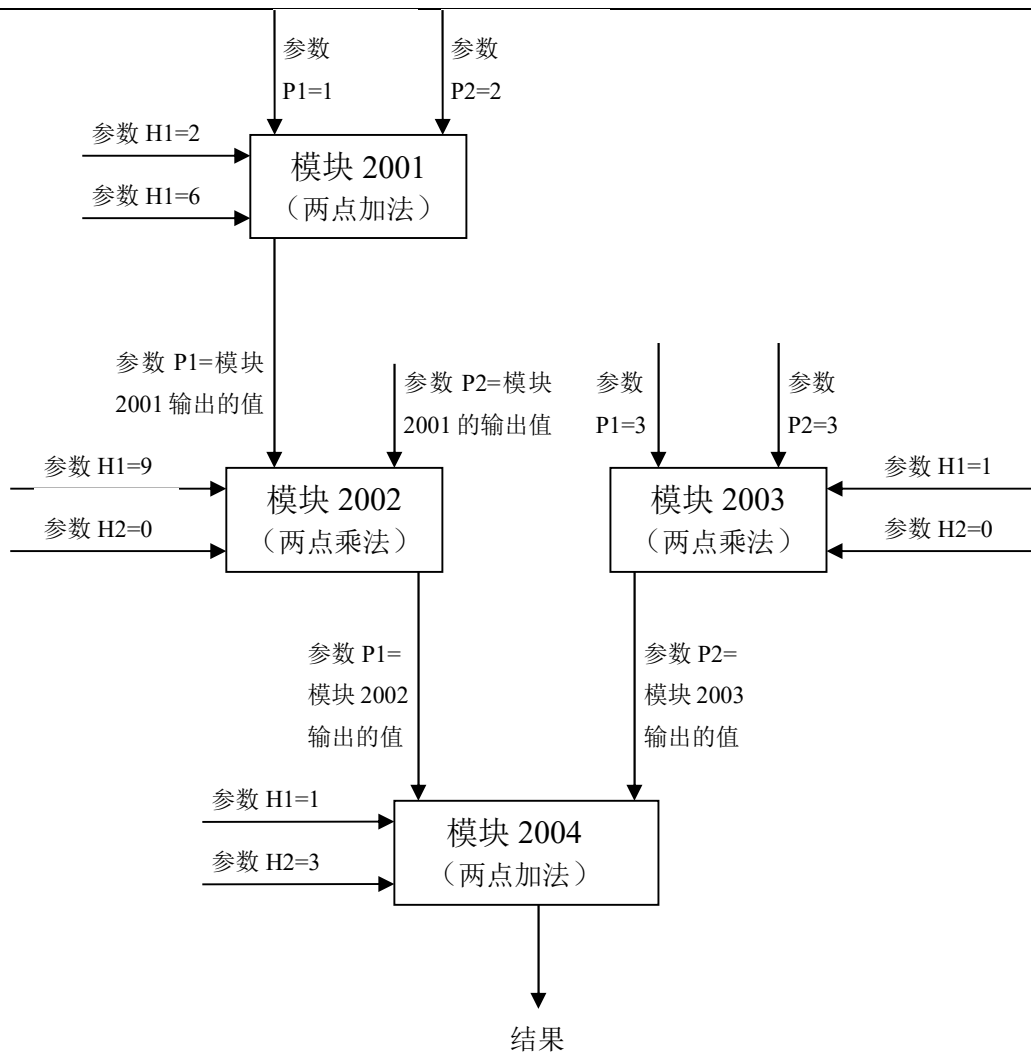 参数
P1=1
参数
P2=2
参数 H1=2
参数 H1=6
模块 2001
（两点加法）
参数 P1=模块
2001 输出的值
参数 P2=模块
2001 的输出值
参数
P1=3
参数
P2=3
参数 H1=9
参数 H2=0
模块 2002
（两点乘法）
模块 2003
（两点乘法）
参数 H1=1
参数 H2=0
参数 P1=
模块 2002
输出的值
参数 P2=
模块 2003
输出的值
参数 H1=1
参数 H2=3
模块 2004
（两点加法）
结果